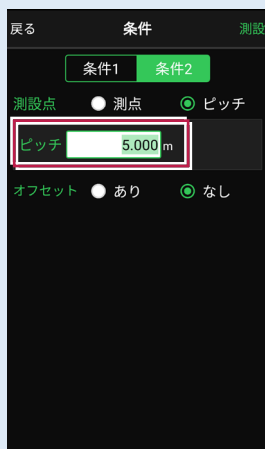 戻る 条件 測設
条件1 条件2
測設点 測点 ピッチ
ピッチ 5.000 m
オフセット あり なし